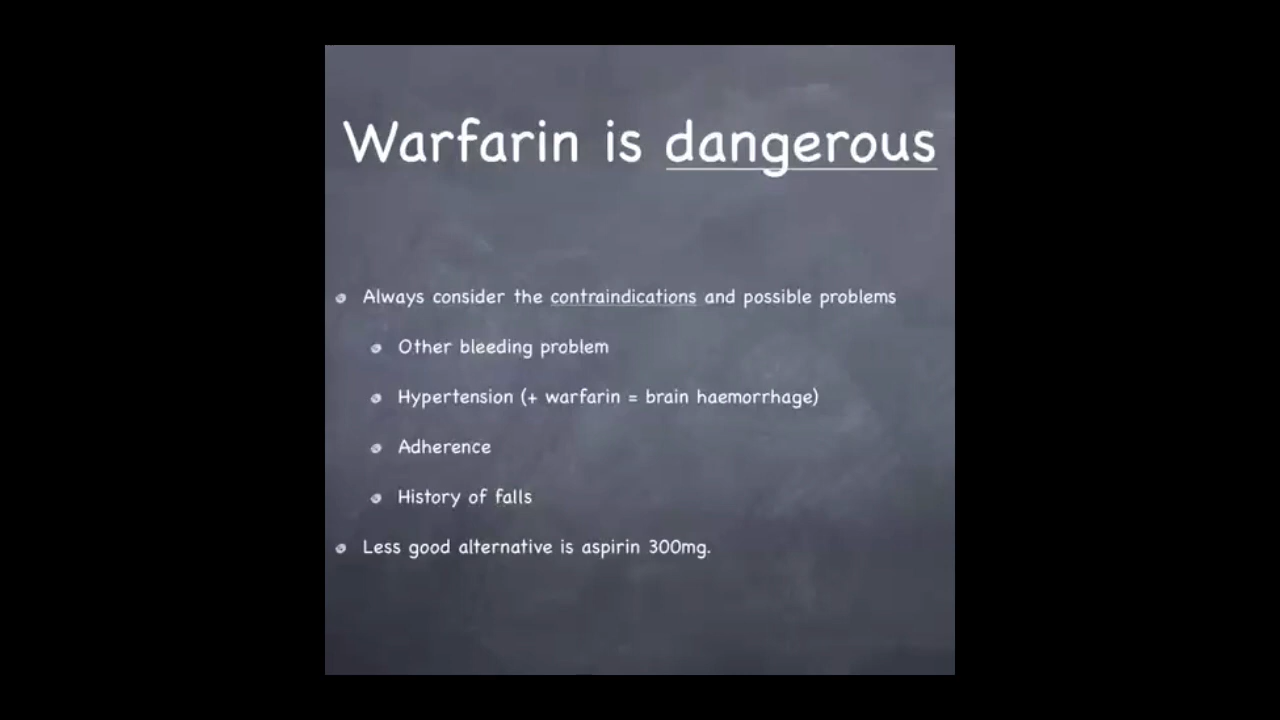 Warfarin is dangerous
Always consider the contraindications and possible problems
Other bleeding problem
Hypertension (+ warfarin = brain haemorrhage)
Adherence
History of falls
Less good alternative is aspirin 300mg.